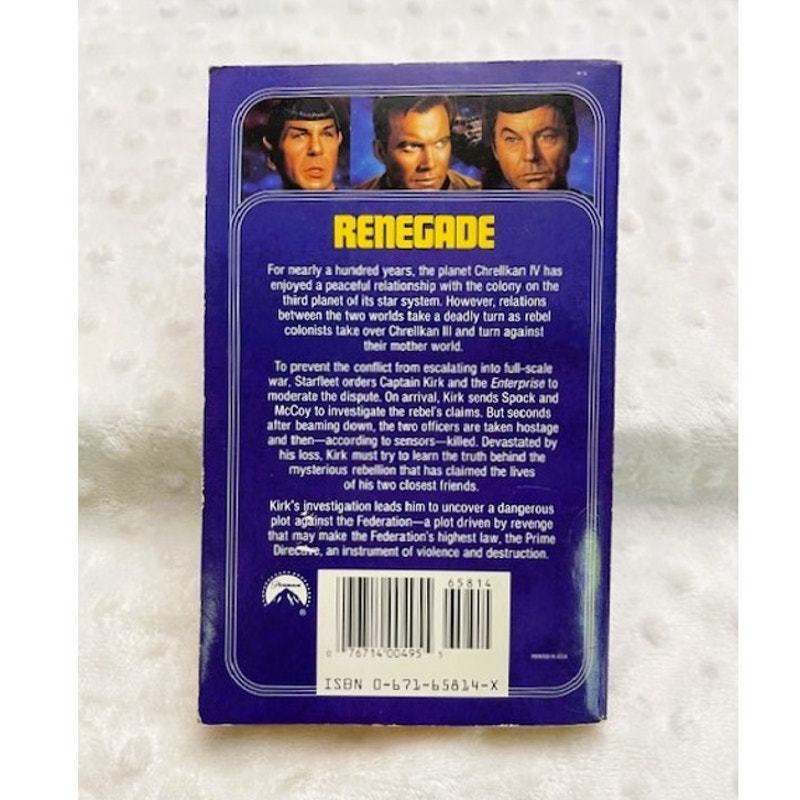 RENEGADE
For nearly a hundred years, the planet Chrellkan IV has
enjoyed a peaceful relationship with the colony on the
third planet of its star system. However, relations
between the two worlds take a deadly turn as rebel
colonists take over Chrellkan III and turn against
their mother world.
To prevent the conflict from escalating into full-scale
war, Starfleet orders Captain Kirk and the Enterprise to
moderate the dispute. On arrival, Kirk sends Spock and
McCoy to investigate the rebel's claims. But seconds
after beaming down, the two officers are taken hostage
and then—according to sensors—killed. Devastated by
his loss, Kirk must try to learn the truth behind the
mysterious rebellion that has claimed the lives
of his two closest friends.
Kirk's investigation leads him to uncover a dangerous
plot against the Federation—a plot driven by revenge
that may make the Federation's highest law, the Prime
Directive, an instrument of violence and destruction.
Paramount
®
65814
0 76714 00495 5
PRINTED IN U.S.A.
ISBN 0-671-65814-X